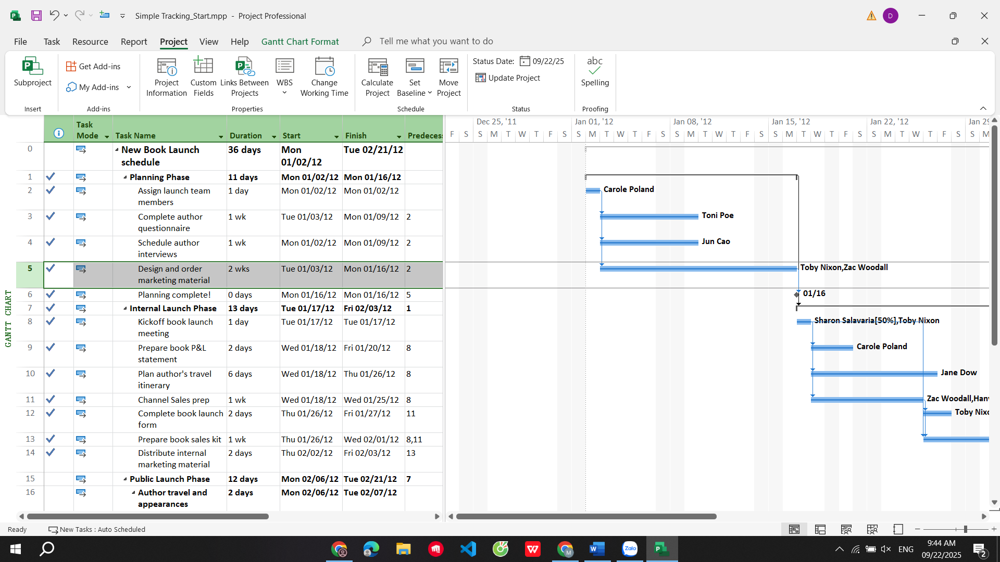 Simple Tracking_Start.mpp - Project Professional
D
File Task Resource Report Project View Help Gantt Chart Format Tell me what you want to do
Subproject
Insert
Get Add-ins
My Add-ins
Add-ins
Project Information
Custom Fields
Links Between Projects
WBS
Change Working Time
Properties
Calculate Project
Set Baseline
Move Project
Schedule
Status Date: 09/22/25
Update Project
Status
abc
Spelling
Proofing
GANTT CHART
Task Mode Task Name Duration Start Finish Predecess
0 New Book Launch schedule 36 days Mon 01/02/12 Tue 02/21/12
1 Planning Phase 11 days Mon 01/02/12 Mon 01/16/12
2 Assign launch team members 1 day Mon 01/02/12 Mon 01/02/12
3 Complete author questionnaire 1 wk Tue 01/03/12 Mon 01/09/12 2
4 Schedule author interviews 1 wk Mon 01/02/12 Mon 01/09/12 2
5 Design and order marketing material 2 wks Tue 01/03/12 Mon 01/16/12 2
6 Planning complete! 0 days Mon 01/16/12 Mon 01/16/12 5
7 Internal Launch Phase 13 days Tue 01/17/12 Fri 02/03/12 1
8 Kickoff book launch meeting 1 day Tue 01/17/12 Tue 01/17/12
9 Prepare book P&L statement 2 days Wed 01/18/12 Fri 01/20/12 8
10 Plan author's travel itinerary 6 days Wed 01/18/12 Thu 01/26/12 8
11 Channel Sales prep 1 wk Wed 01/18/12 Wed 01/25/12 8
12 Complete book launch form 2 days Thu 01/26/12 Fri 01/27/12 11
13 Prepare book sales kit 1 wk Thu 01/26/12 Wed 02/01/12 8,11
14 Distribute internal marketing material 2 days Thu 02/02/12 Fri 02/03/12 13
15 Public Launch Phase 12 days Mon 02/06/12 Tue 02/21/12 7
16 Author travel and appearances 2 days Mon 02/06/12 Tue 02/07/12
Dec 25, '11 Jan 01, '12 Jan 08, '12 Jan 15, '12 Jan 22, '12 Jan 29
F S S M T W T F S S M T W T F S S M T W T F S S M T W T F S S M T W T F S S M
Carole Poland
Toni Poe
Jun Cao
Toby Nixon,Zac Woodall
01/16
Sharon Salavaria[50%],Toby Nixon
Carole Poland
Jane Dow
Zac Woodall,Han
Toby Nixo
Ready New Tasks : Auto Scheduled
Zalo
ENG
9:44 AM
09/22/2025
2